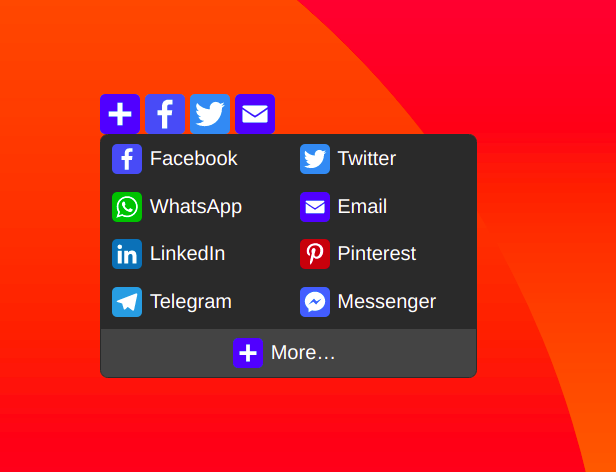 Facebook Twitter
WhatsApp Email
LinkedIn Pinterest
Telegram Messenger
More…